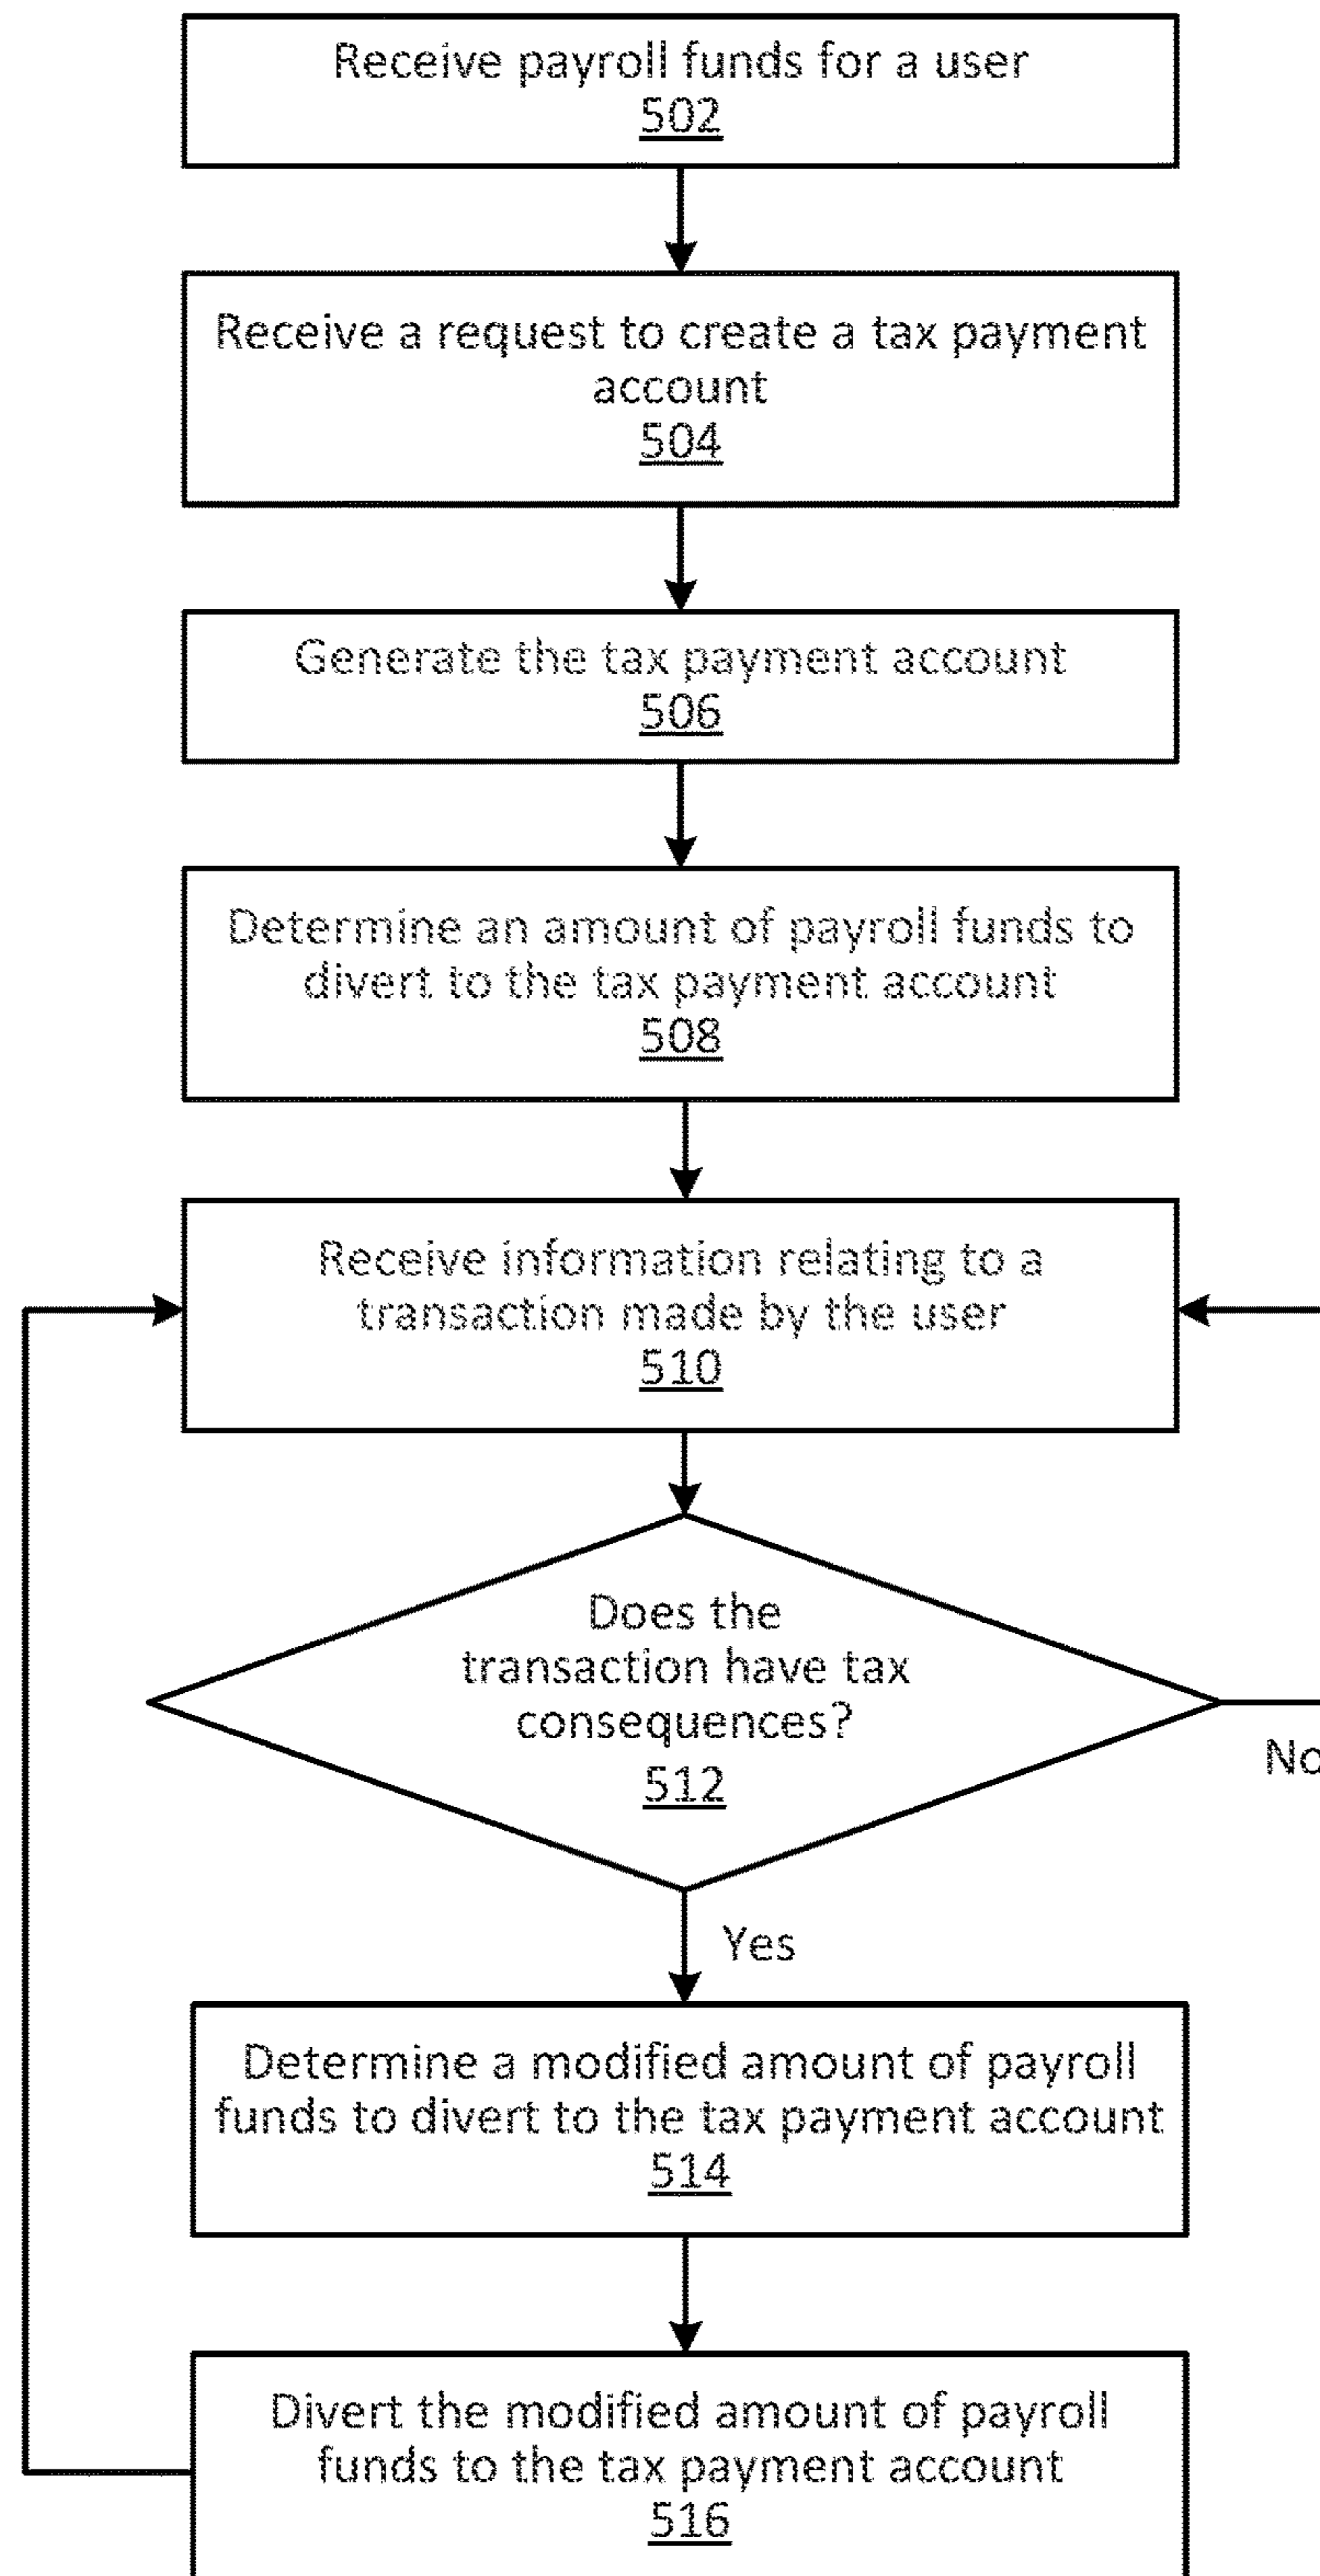 Receive payroll funds for a user
502
Receive a request to create a tax payment
account
504
Generate the tax payment account
506
Determine an amount of payroll funds to
divert to the tax payment account
508
Receive information relating to a
transaction made by the user
510
Does the
transaction have tax
consequences?
512
No
Yes
Determine a modified amount of payroll
funds to divert to the tax payment account
514
Divert the modified amount of payroll
funds to the tax payment account
516